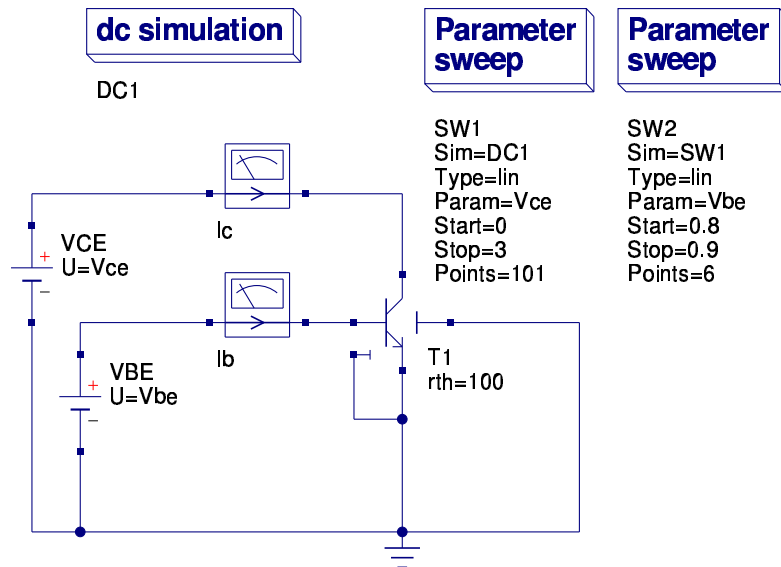 dc simulation
DC1
Parameter
sweep
SW1
Sim=DC1
Type=lin
Param=Vce
Start=0
Stop=3
Points=101
Parameter
sweep
SW2
Sim=SW1
Type=lin
Param=Vbe
Start=0.8
Stop=0.9
Points=6
Ic
VCE
U=Vce
Ib
VBE
U=Vbe
T1
rth=100